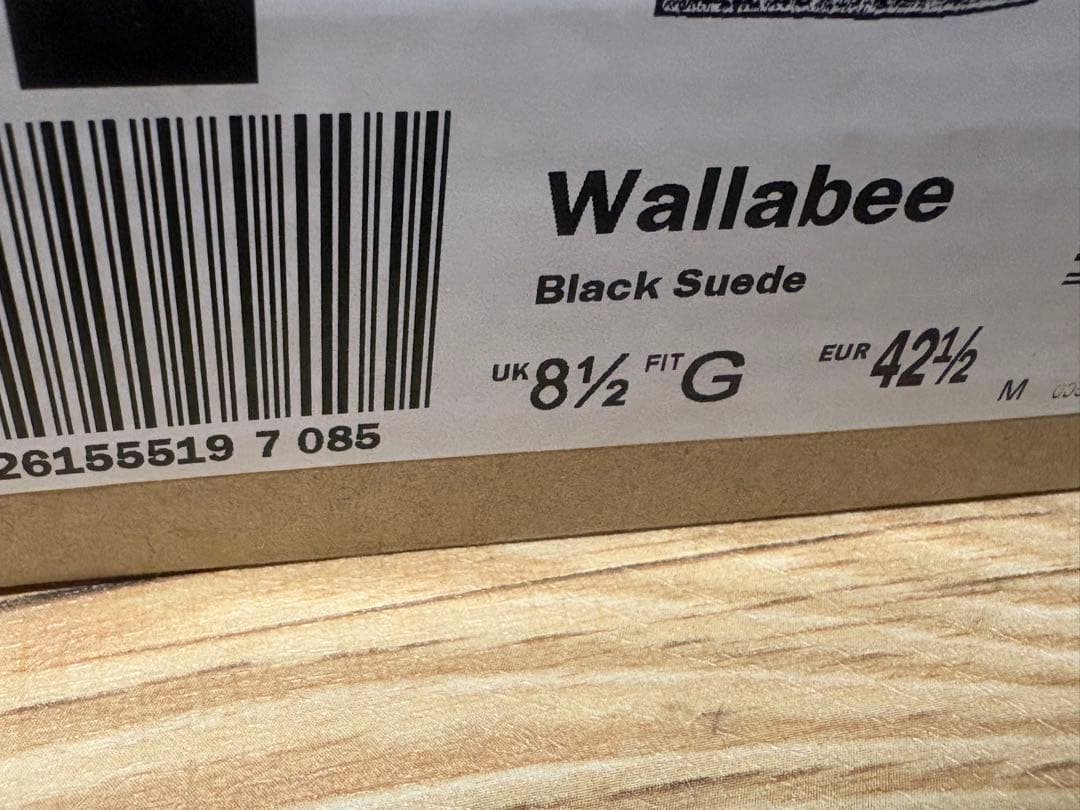 Wallabee
Black Suede
UK 8½ FIT G EUR 42½ M
26155519 7 085